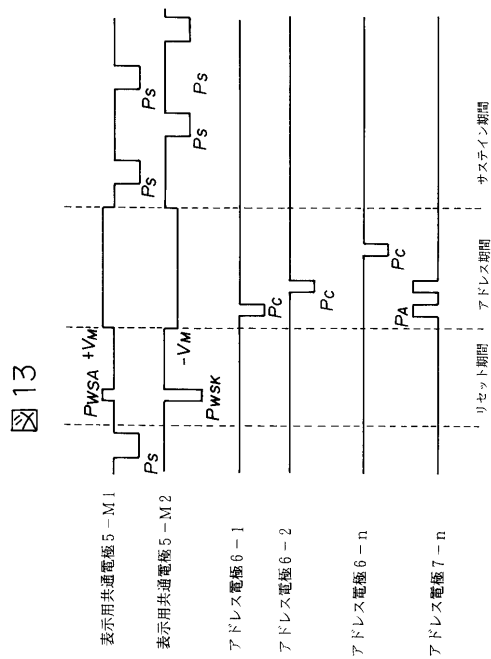 図13
表示用共通電極5-M1
PS
PWSA
+VM
PS
PS
表示用共通電極5-M2
PWSK
-VM
PS
PS
アドレス電極6-1
PC
アドレス電極6-2
PC
アドレス電極6-n
PC
アドレス電極7-n
PA
リセット期間
アドレス期間
サステイン期間